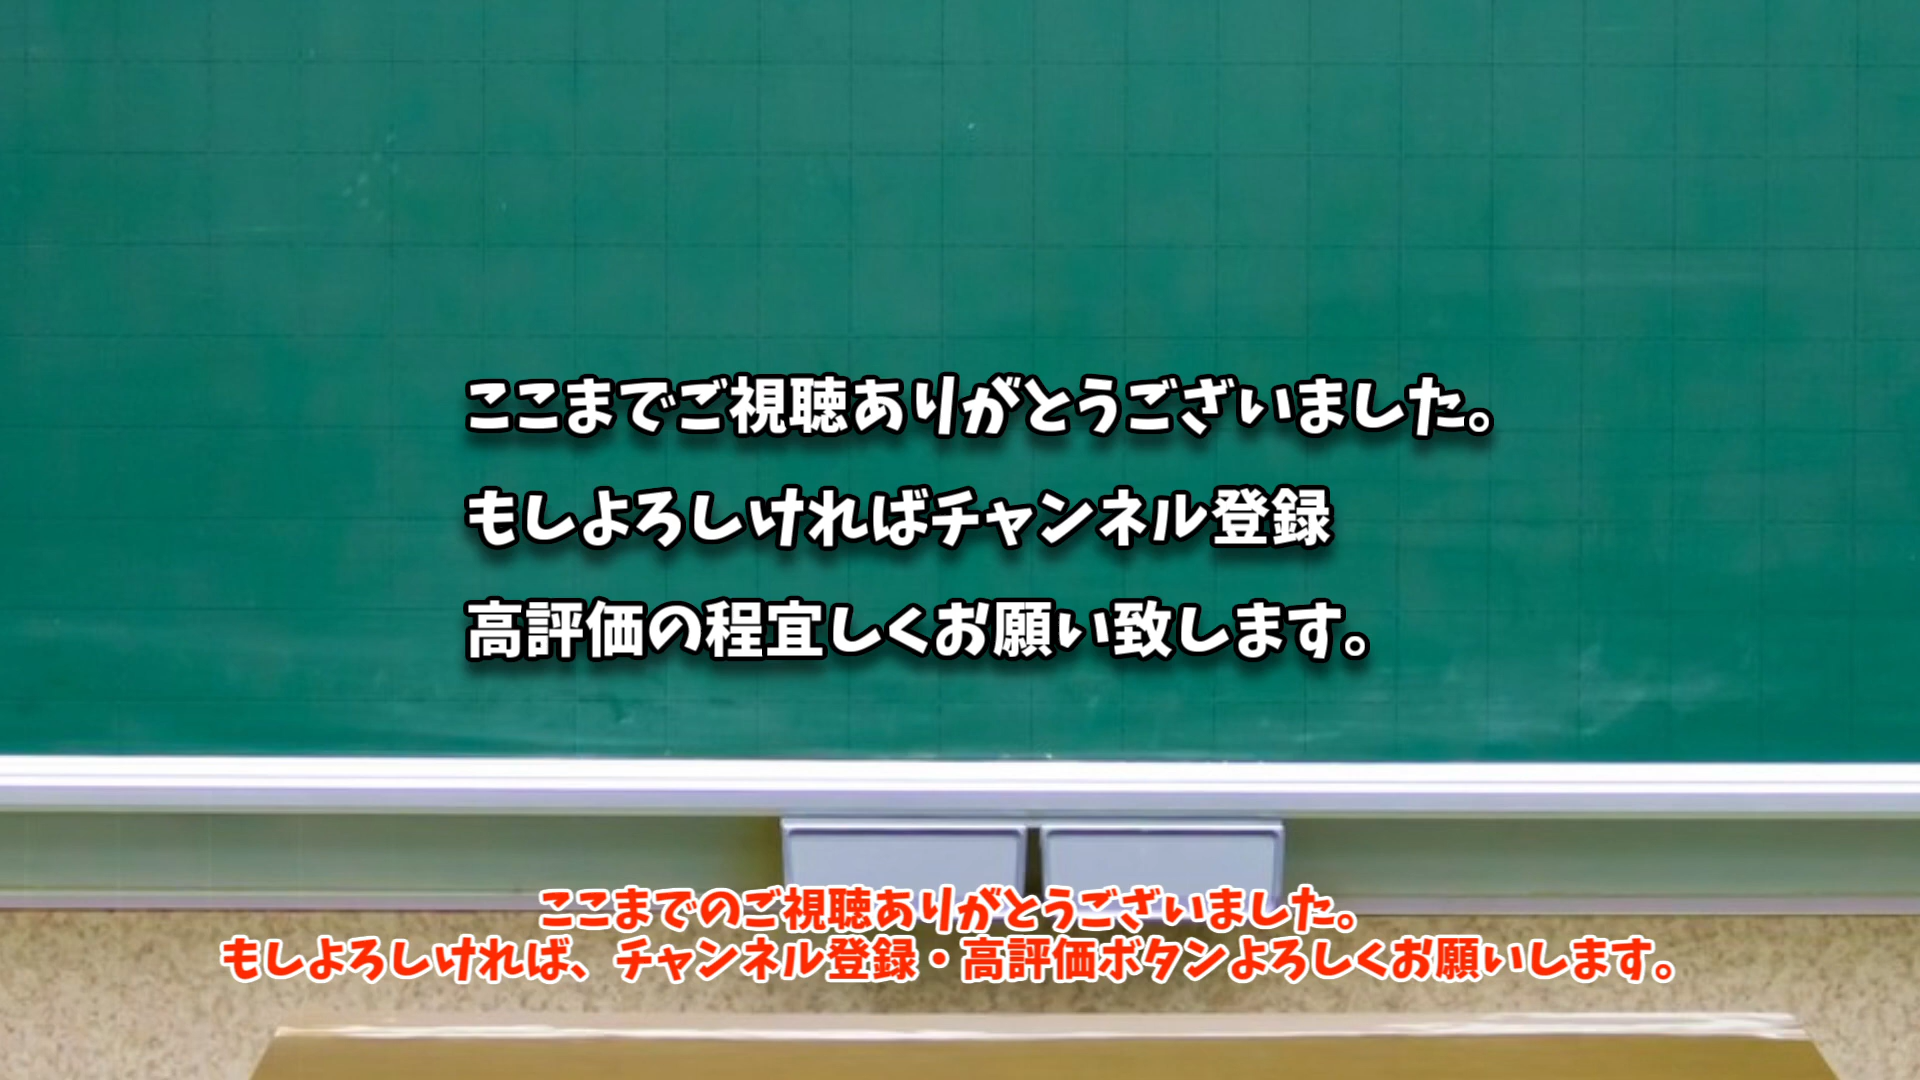 ここまでご視聴ありがとうございました。
もしよろしければチャンネル登録
高評価の程宜しくお願い致します。
ここまでのご視聴ありがとうございました。
もしよろしければ、チャンネル登録・高評価ボタンよろしくお願いします。